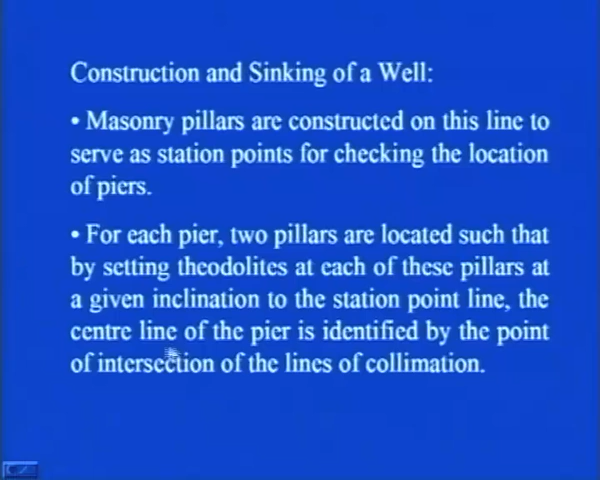 Construction and Sinking of a Well:
• Masonry pillars are constructed on this line to
serve as station points for checking the location
of piers.
• For each pier, two pillars are located such that
by setting theodolites at each of these pillars at
a given inclination to the station point line, the
centre line of the pier is identified by the point
of intersection of the lines of collimation.